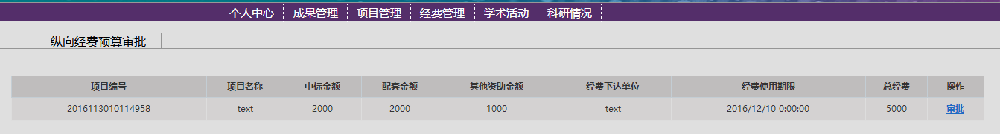 个人中心 成果管理 项目管理 经费管理 学术活动 科研情况
纵向经费预算审批
项目编号 项目名称 中标金额 配套金额 其他资助金额 经费下达单位 经费使用期限 总经费 操作
2016113010114958 text 2000 2000 1000 text 2016/12/10 0:00:00 5000 审批